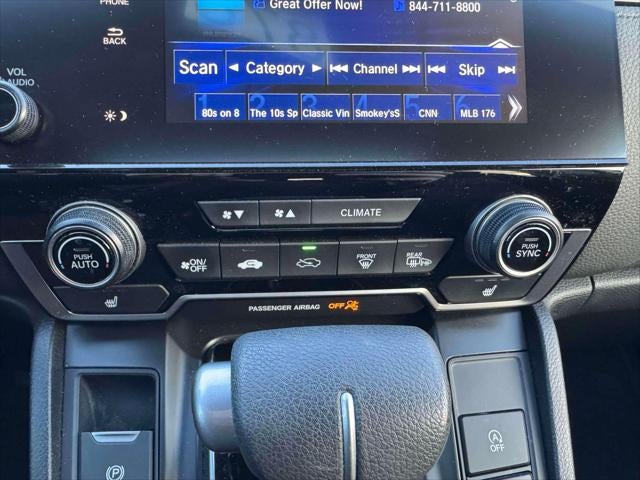 PHONE
Great Offer Now!
844-711-8800
BACK
Scan
Category
Channel
Skip
VOL
AUDIO
1 2 3 4 5 6
80s on 8
The 10s Sp
Classic Vin
Smokey'sS
CNN
MLB 176
CLIMATE
PUSH
AUTO
ON/
OFF
FRONT
REAR
PUSH
SYNC
PASSENGER AIRBAG OFF
A
OFF
P